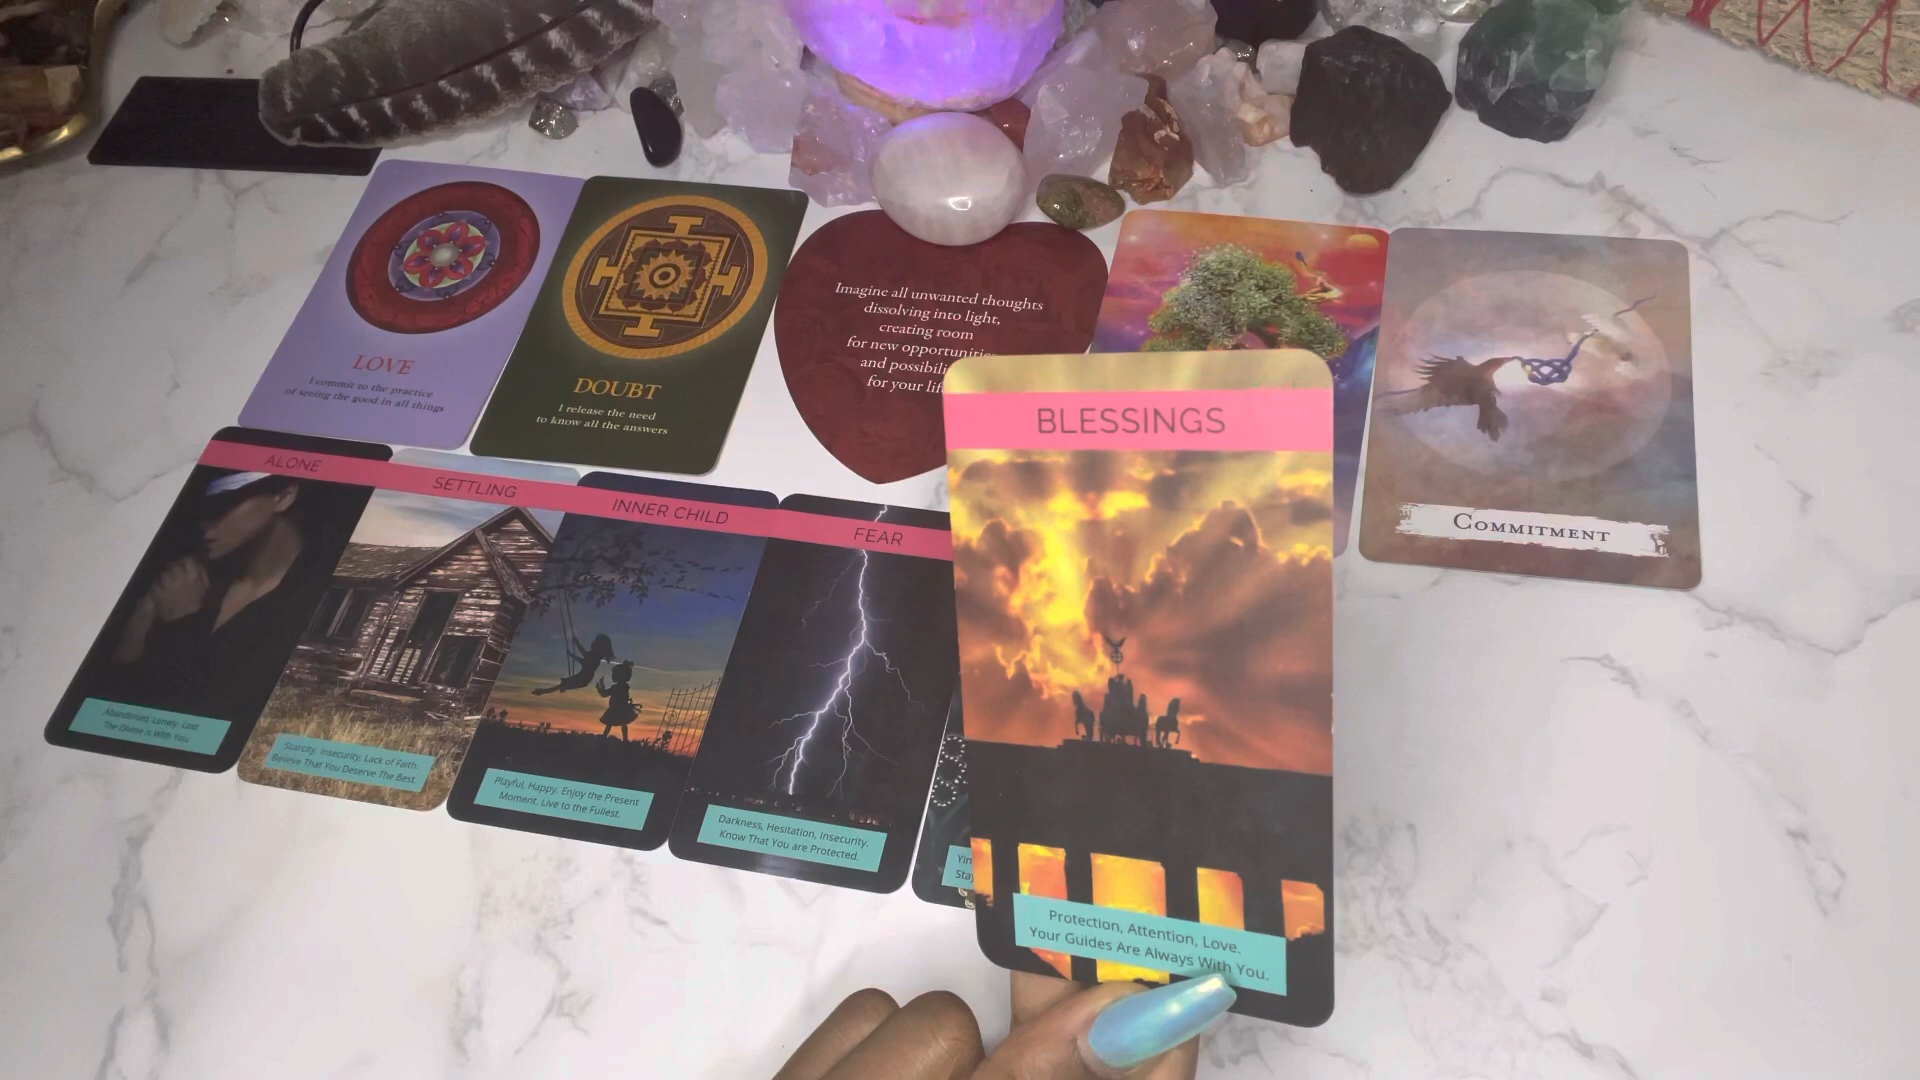 LOVE
I commit to the practice
of seeing the good in all things
DOUBT
I release the need
to know all the answers
Imagine all unwanted thoughts
dissolving into light,
creating room
for new opportunities
and possibili
for your life
COMMITMENT
ALONE
Abandoned, Lonely, Lost.
The Divine is With You.
SETTLING
Scarcity, Insecurity, Lack of Faith.
Believe That You Deserve The Best.
INNER CHILD
Playful, Happy. Enjoy the Present
Moment. Live to the Fullest.
FEAR
Darkness, Hesitation, Insecurity.
Know That You are Protected.
Yin
Sta
BLESSINGS
Protection, Attention, Love.
Your Guides Are Always With You.